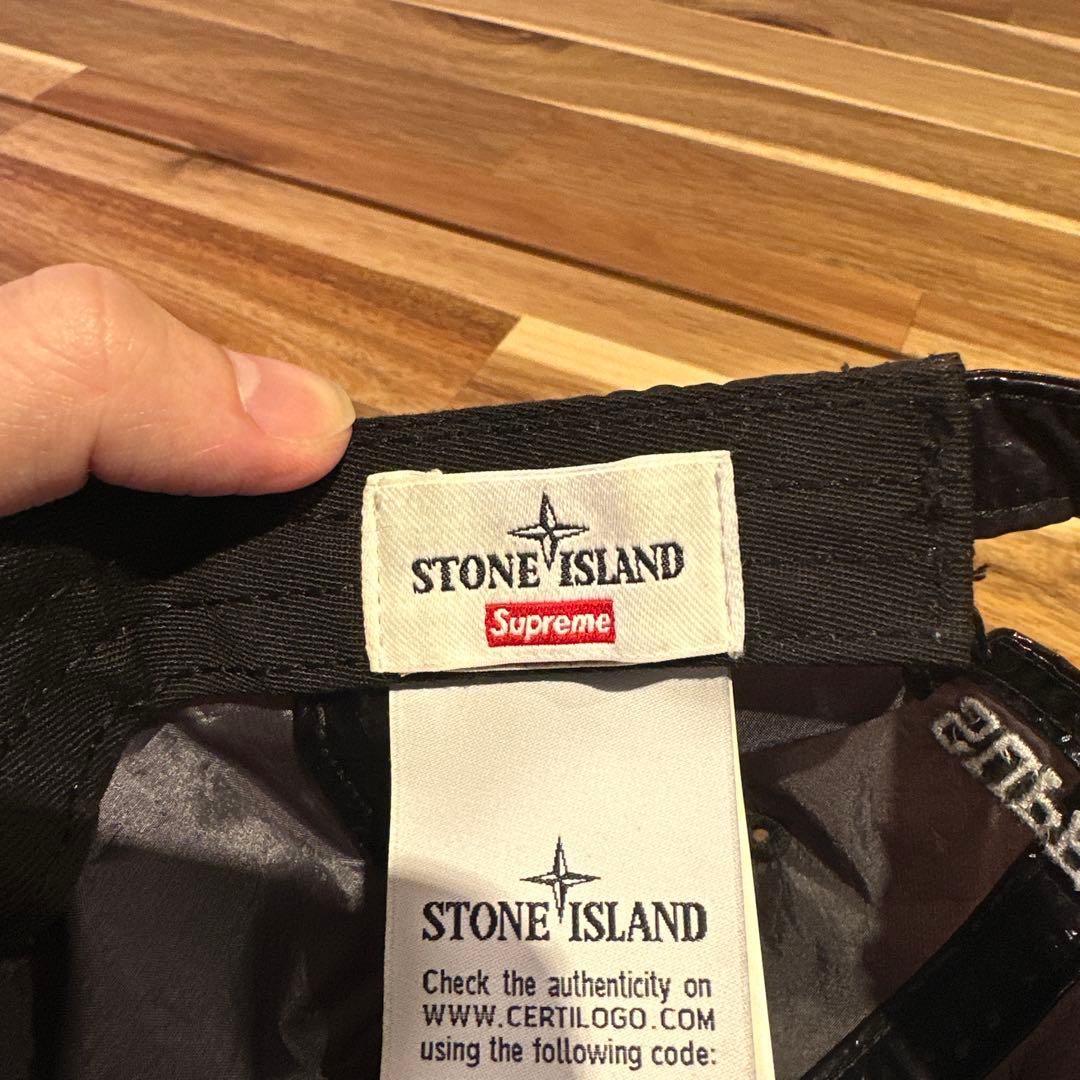 STONE ISLAND
Supreme
STONE ISLAND
Check the authenticity on
WWW.CERTILOGO.COM
using the following code: